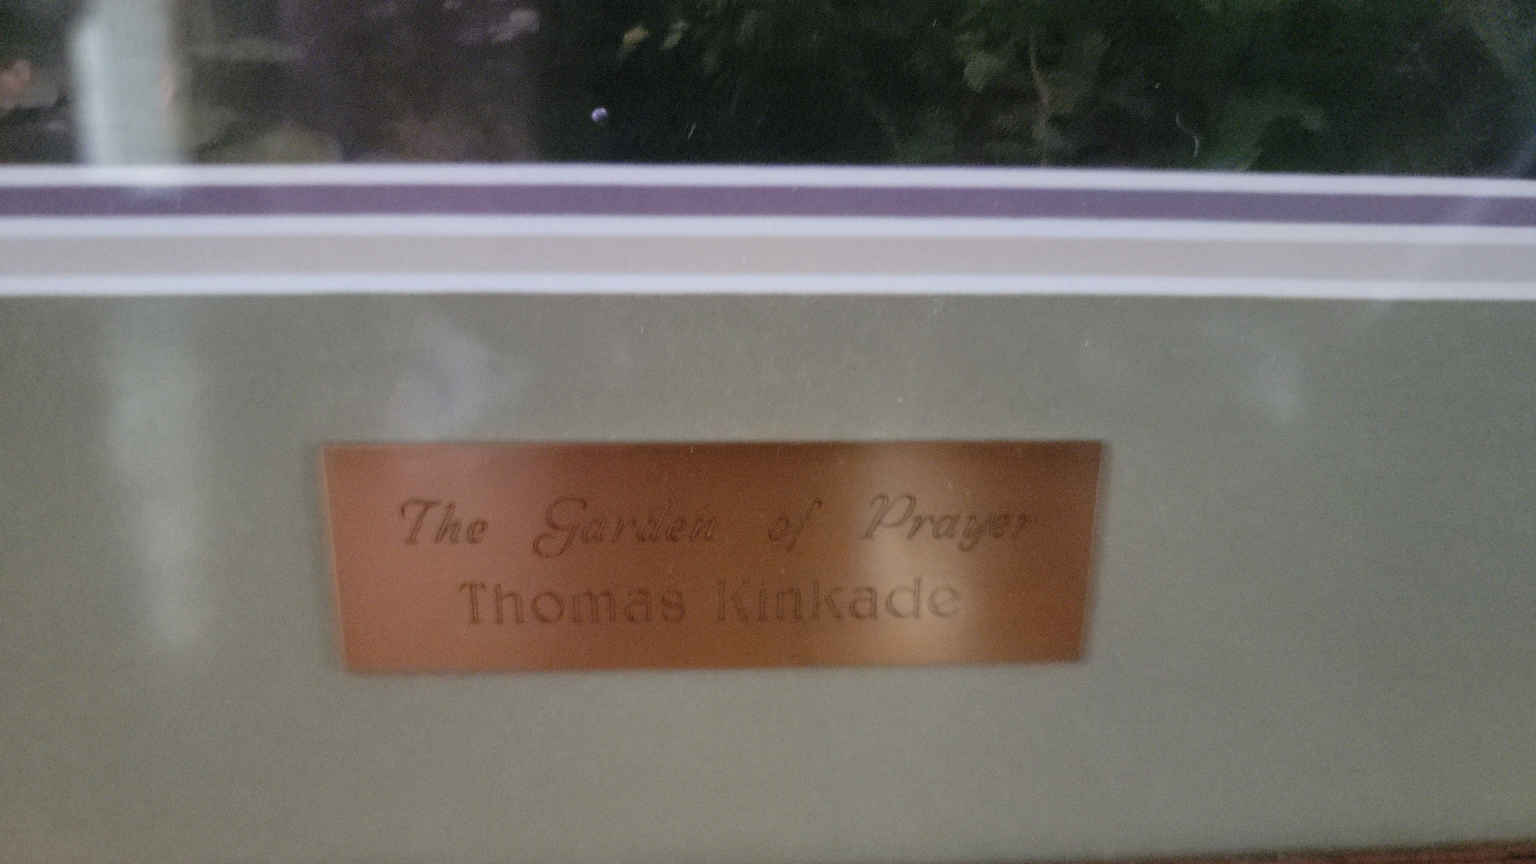 The Garden of Prayer
Thomas Kinkade